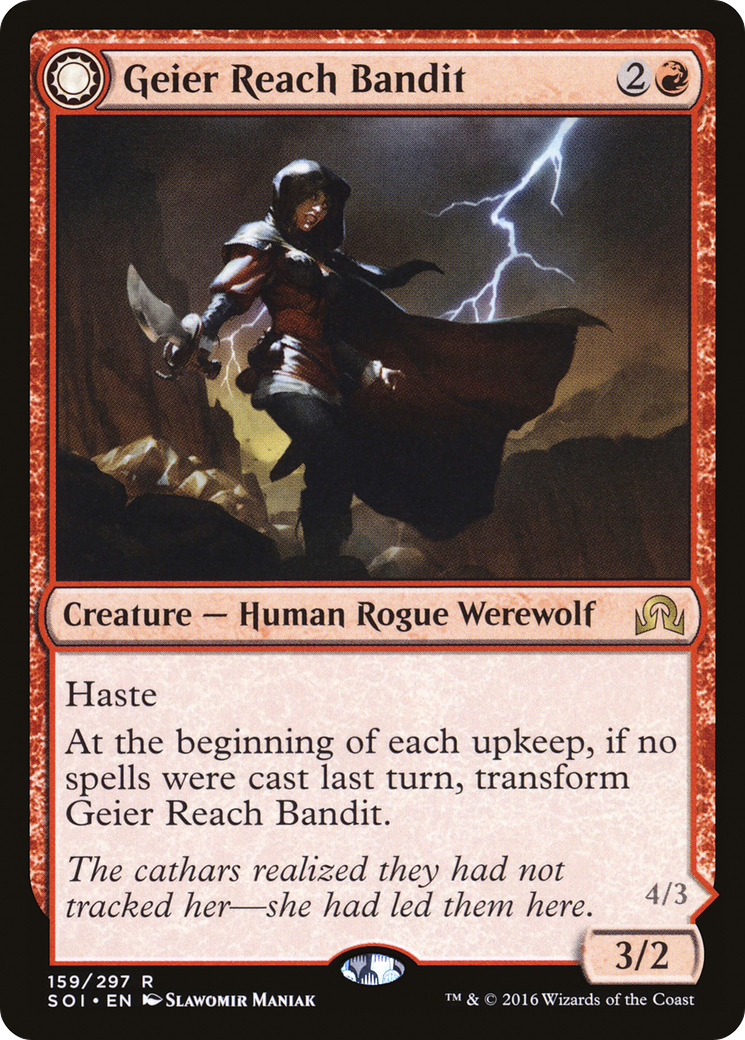 Geier Reach Bandit 2
Creature — Human Rogue Werewolf
Haste
At the beginning of each upkeep, if no
spells were cast last turn, transform
Geier Reach Bandit.
The cathars realized they had not
tracked her—she had led them here.
4/3
3/2
159/297 R
SOI • EN Slawomir Maniak
™ & © 2016 Wizards of the Coast